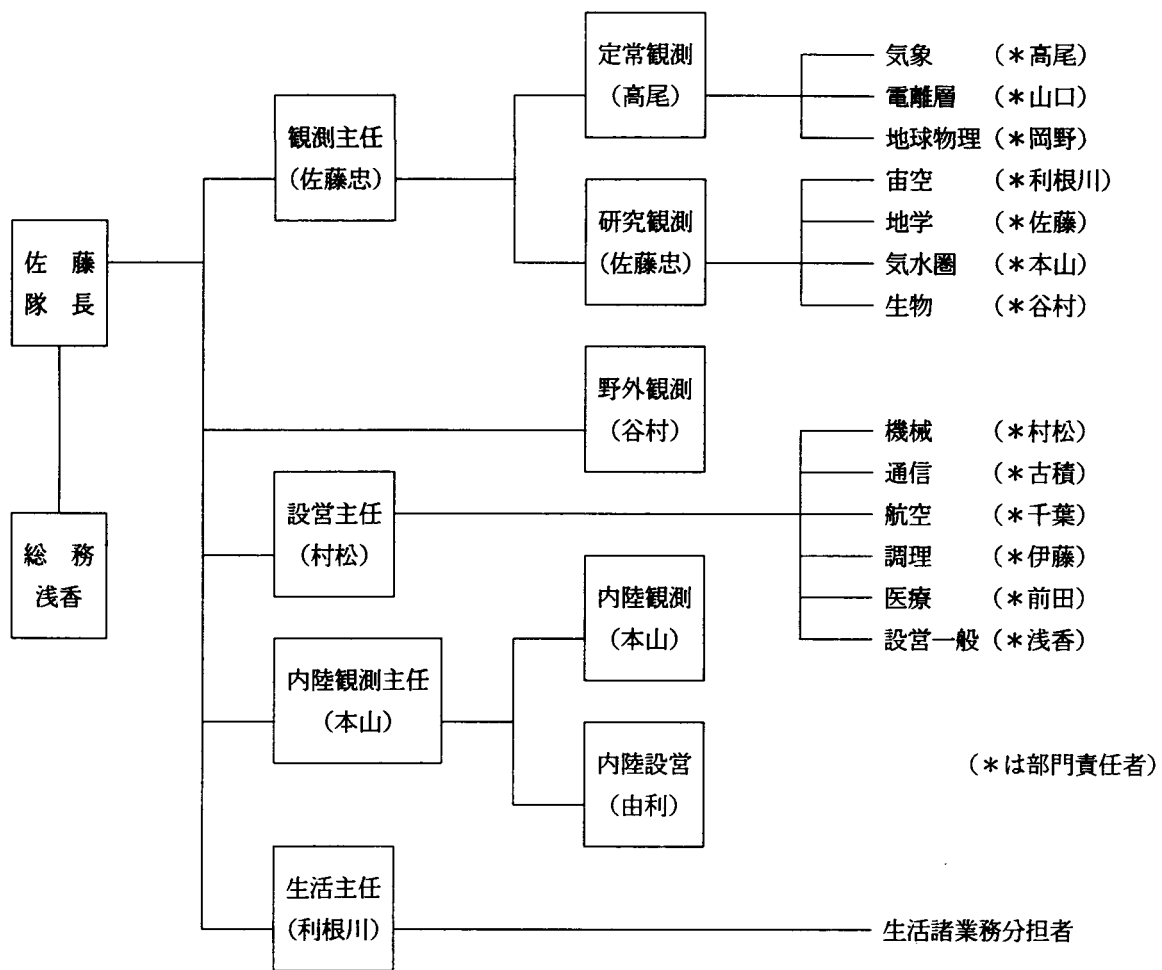 定常観測
(高尾)
気象 (*高尾)
電離層 (*山口)
地球物理 (*岡野)
観測主任
(佐藤忠)
研究観測
(佐藤忠)
宙空 (*利根川)
地学 (*佐藤)
気水圏 (*本山)
生物 (*谷村)
佐藤
隊長
総務
浅香
野外観測
(谷村)
設営主任
(村松)
機械 (*村松)
通信 (*古積)
航空 (*千葉)
調理 (*伊藤)
医療 (*前田)
設営一般 (*浅香)
内陸観測主任
(本山)
内陸観測
(本山)
内陸設営
(由利)
(*は部門責任者)
生活主任
(利根川)
生活諸業務分担者